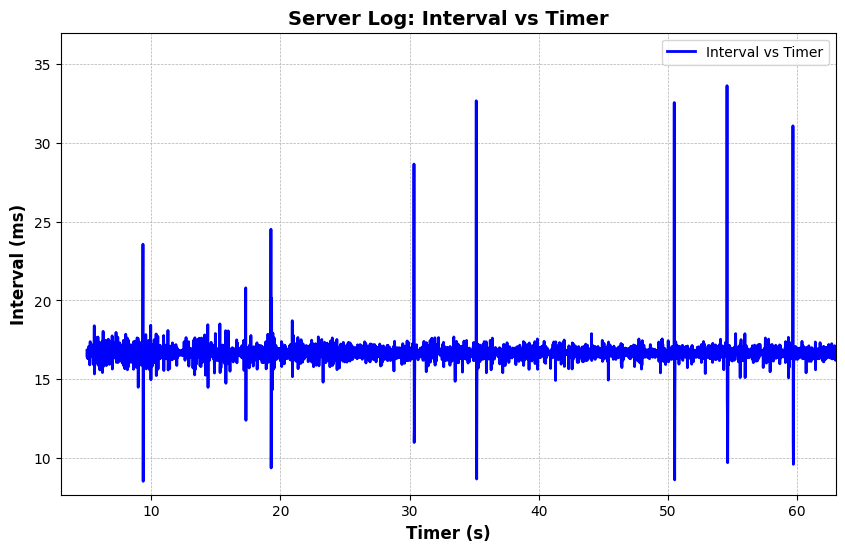 Server Log: Interval vs Timer
Interval vs Timer
35
30
25
20
15
10
Interval (ms)
10 20 30 40 50 60
Timer (s)